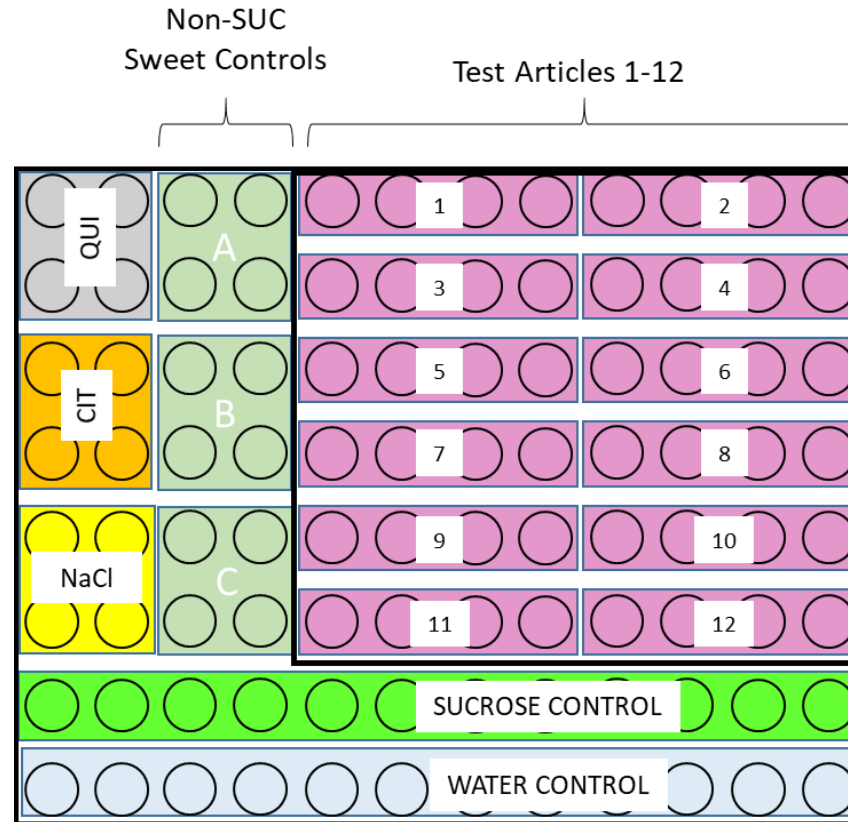 Non-SUC
Sweet Controls
Test Articles 1-12
QUI
A
1
2
3
4
CIT
B
5
6
7
8
NaCl
C
9
10
11
12
SUCROSE CONTROL
WATER CONTROL